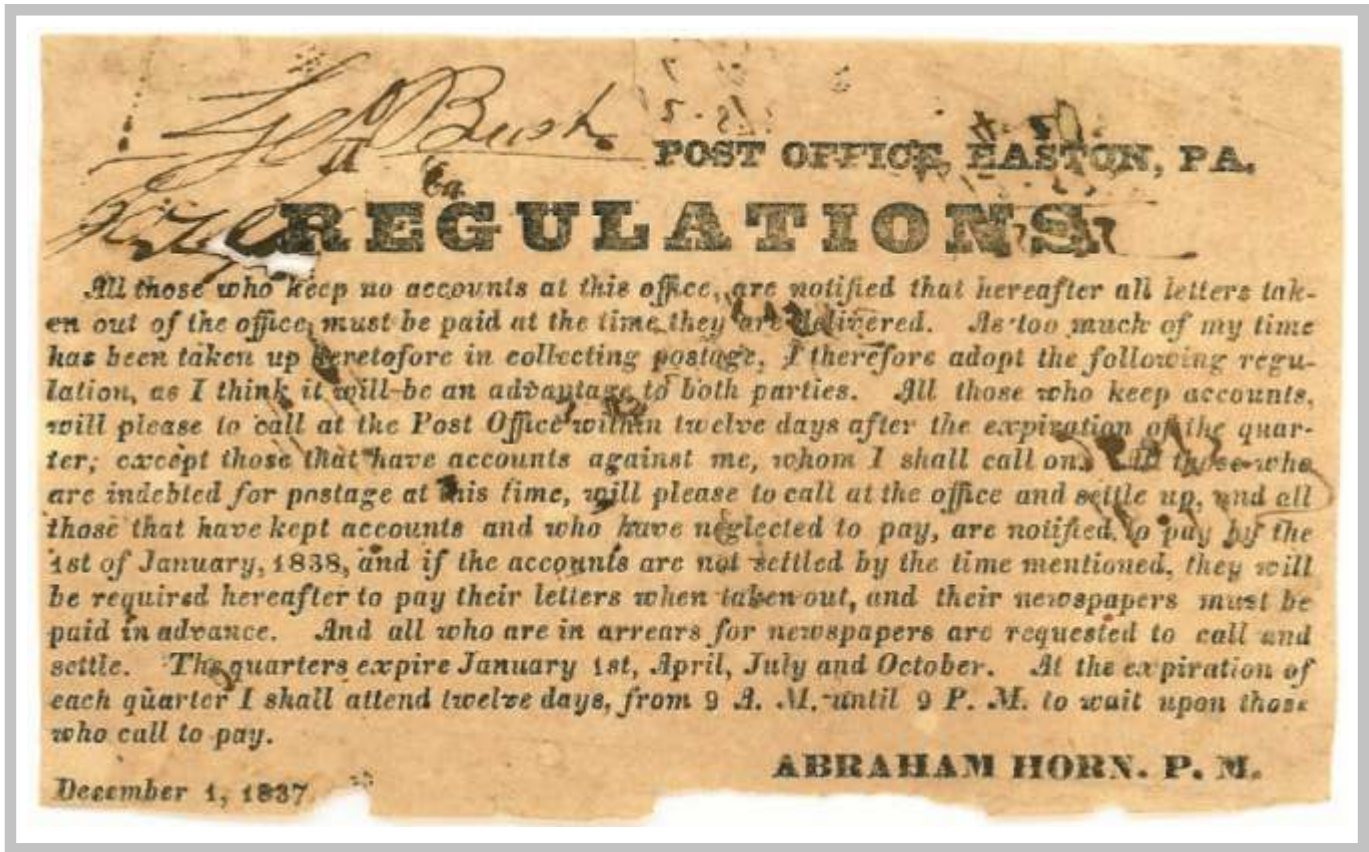 Geo Bush
POST OFFICE, EASTON, PA.
REGULATIONS.
All those who keep no accounts at this office, are notified that hereafter all letters tak-
en out of the office, must be paid at the time they are delivered. As too much of my time
has been taken up heretofore in collecting postage, I therefore adopt the following regu-
lation, as I think it will be an advantage to both parties. All those who keep accounts,
will please to call at the Post Office within twelve days after the expiration of the quar-
ter; except those that have accounts against me, whom I shall call on. All those who
are indebted for postage at this time, will please to call at the office and settle up, and all
those that have kept accounts and who have neglected to pay, are notified to pay by the
1st of January, 1838, and if the accounts are not settled by the time mentioned, they will
be required hereafter to pay their letters when taken out, and their newspapers must be
paid in advance. And all who are in arrears for newspapers are requested to call and
settle. The quarters expire January 1st, April, July and October. At the expiration of
each quarter I shall attend twelve days, from 9 A. M. until 9 P. M. to wait upon those
who call to pay.
ABRAHAM HORN. P. M.
December 1, 1837